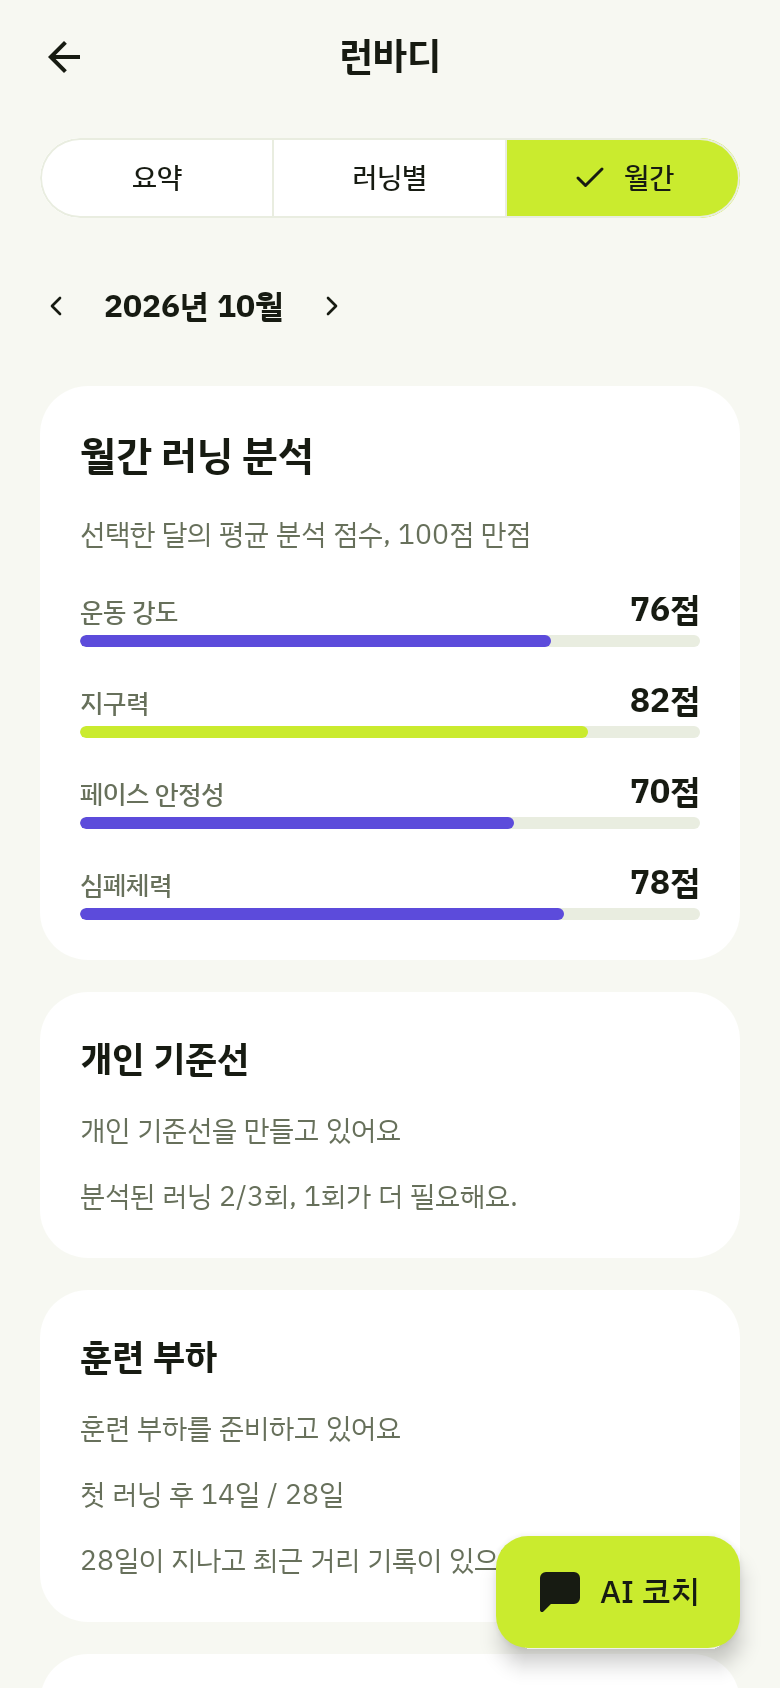 런바디
요약
러닝별
월간
2026년 10월
월간 러닝 분석
선택한 달의 평균 분석 점수, 100점 만점
운동 강도 76점
지구력 82점
페이스 안정성 70점
심폐체력 78점
개인 기준선
개인 기준선을 만들고 있어요
분석된 러닝 2/3회, 1회가 더 필요해요.
훈련 부하
훈련 부하를 준비하고 있어요
첫 러닝 후 14일 / 28일
28일이 지나고 최근 거리 기록이 있으
AI 코치